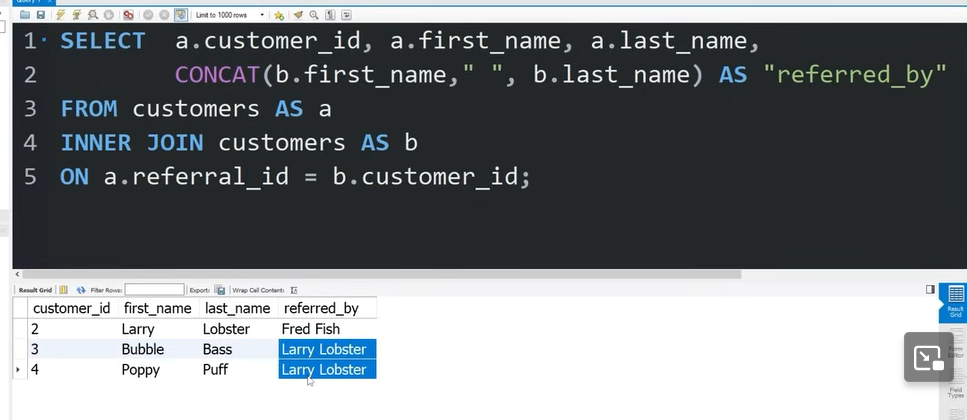 Query 1
Limit to 1000 rows
1 SELECT  a.customer_id, a.first_name, a.last_name,
2         CONCAT(b.first_name," ", b.last_name) AS "referred_by"
3 FROM customers AS a
4 INNER JOIN customers AS b
5 ON a.referral_id = b.customer_id;
Result Grid Filter Rows: Export: Wrap Cell Content:
customer_id first_name last_name referred_by
2 Larry Lobster Fred Fish
3 Bubble Bass Larry Lobster
4 Poppy Puff Larry Lobster
Result
Grid
Form
Editor
Field
Types